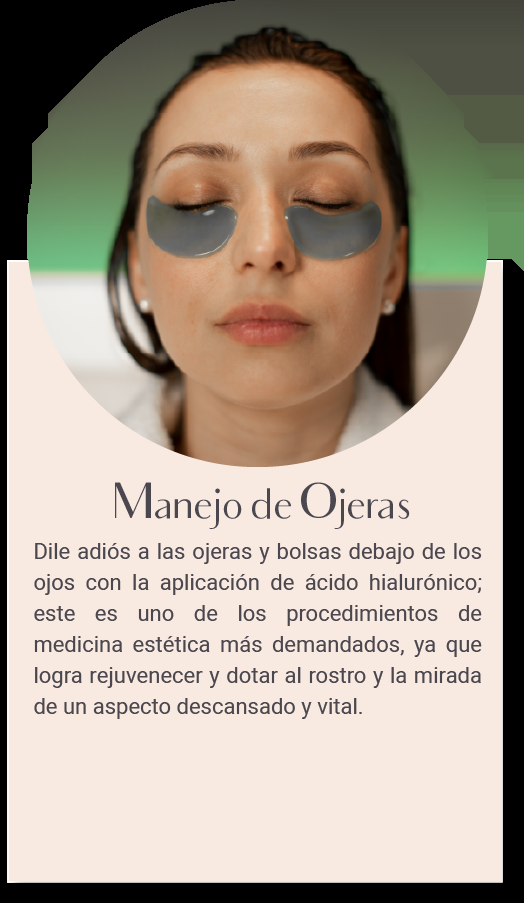 Manejo de Ojeras
Dile adiós a las ojeras y bolsas debajo de los
ojos con la aplicación de ácido hialurónico;
este es uno de los procedimientos de
medicina estética más demandados, ya que
logra rejuvenecer y dotar al rostro y la mirada
de un aspecto descansado y vital.